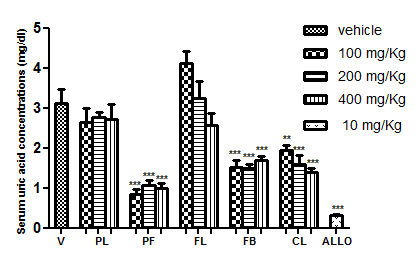 Serum uric acid concentrations (mg/dl)
5
4
3
2
1
0
*** *** ***
*** *** ***
** *** ***
***
V PL PF FL FB CL ALLO
vehicle
100 mg/Kg
200 mg/Kg
400 mg/Kg
10 mg/Kg